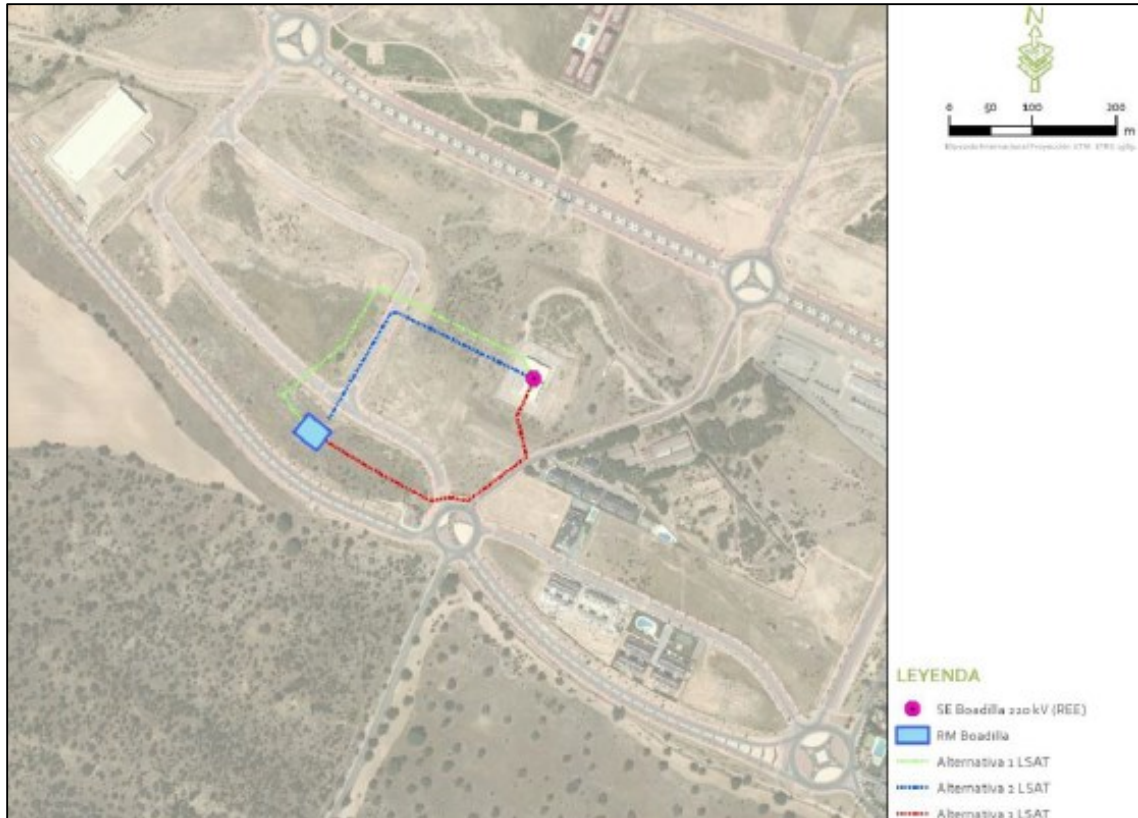 N
0 50 100 200
m
LEYENDA
SE Boadilla 220 kV (REE)
RM Boadilla
Alternativa 1 LSAT
Alternativa 2 LSAT
Alternativa 3 LSAT